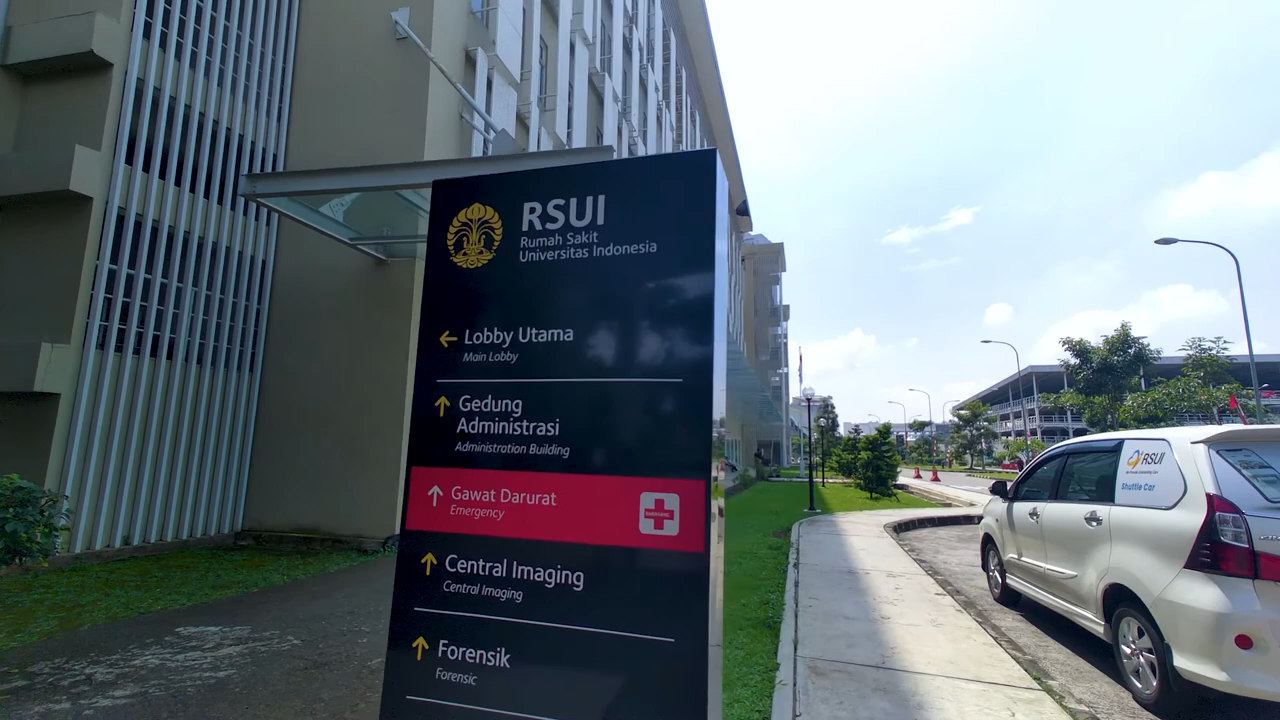 RSUI
Rumah Sakit
Universitas Indonesia
Lobby Utama
Main Lobby
Gedung
Administrasi
Administration Building
Gawat Darurat
Emergency
Central Imaging
Central Imaging
Forensik
Forensic
RSUI
Shuttle Car